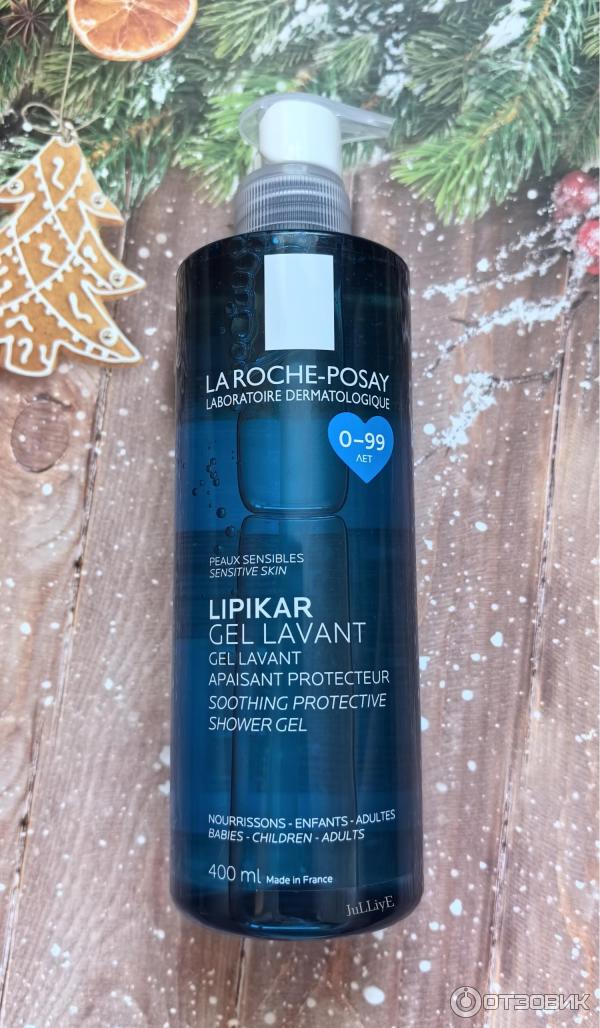 LA ROCHE-POSAY
LABORATOIRE DERMATOLOGIQUE
0-99
ЛЕТ
PEAUX SENSIBLES
SENSITIVE SKIN
LIPIKAR
GEL LAVANT
GEL LAVANT
APAISANT PROTECTEUR
SOOTHING PROTECTIVE
SHOWER GEL
NOURRISSONS - ENFANTS - ADULTES
BABIES - CHILDREN - ADULTS
400 ml Made in France
JuLLiyE
ОТЗОВИК